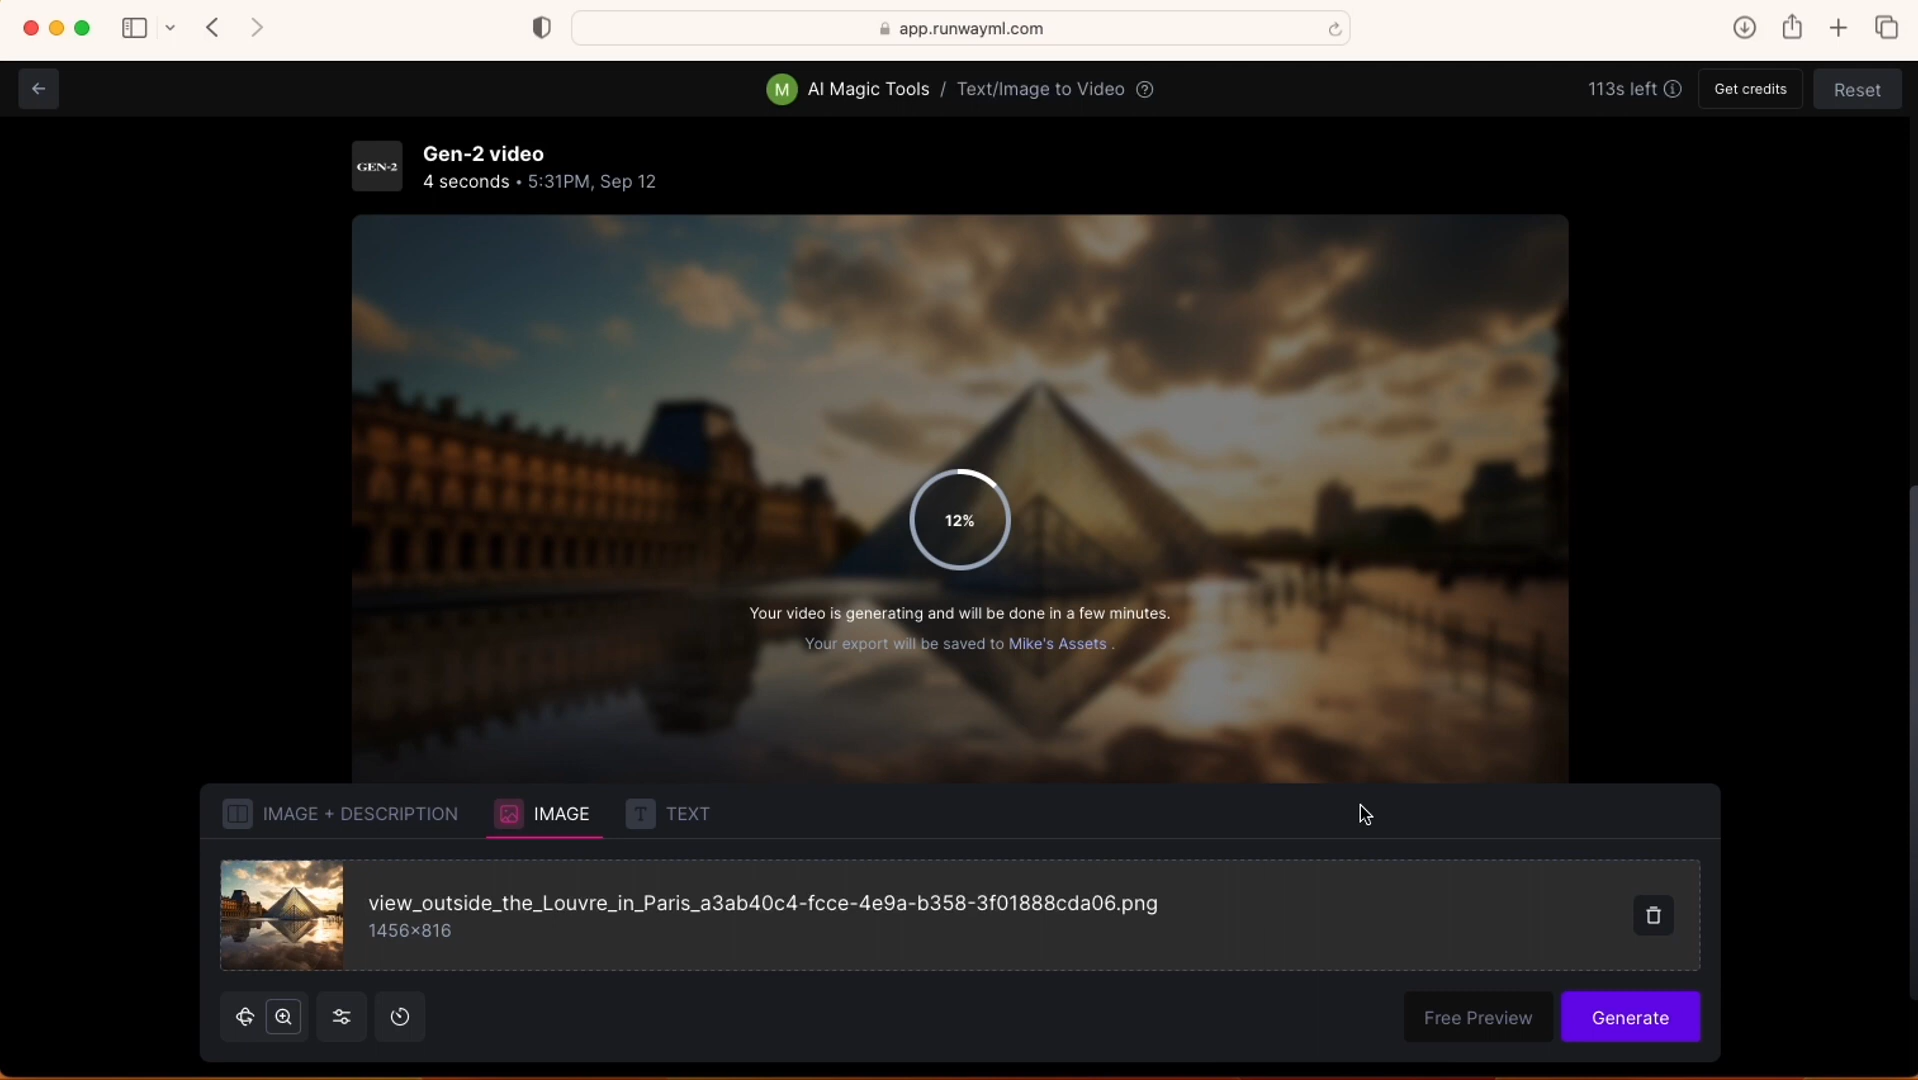 app.runwayml.com
M AI Magic Tools / Text/Image to Video ?
113s left
Get credits
Reset
GEN-2
Gen-2 video
4 seconds • 5:31PM, Sep 12
12%
Your video is generating and will be done in a few minutes.
Your export will be saved to Mike's Assets .
IMAGE + DESCRIPTION
IMAGE
T TEXT
view_outside_the_Louvre_in_Paris_a3ab40c4-fcce-4e9a-b358-3f01888cda06.png
1456×816
Free Preview
Generate